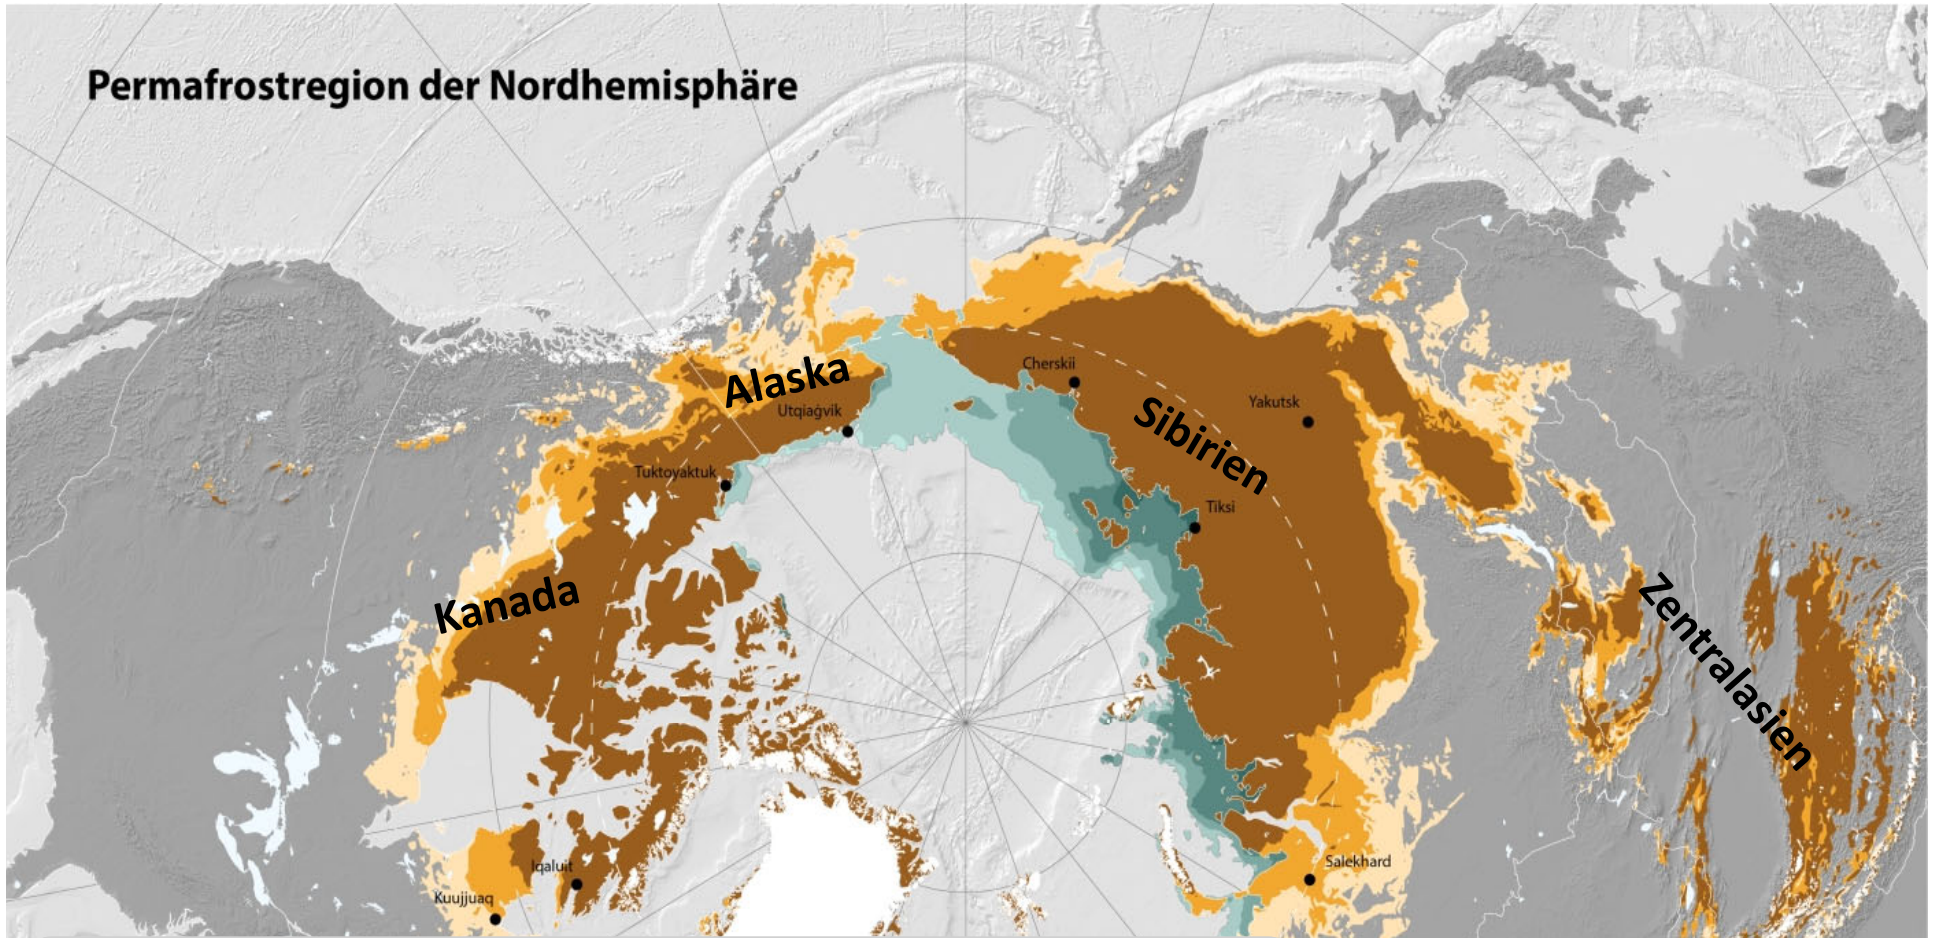 Permafrostregion der Nordhemisphäre
Alaska
Cherskii
Utqiaġvik
Sibirien
Yakutsk
Tuktoyaktuk
Tiksi
Kanada
Zentralasien
Iqaluit
Salekhard
Kuujjuaq